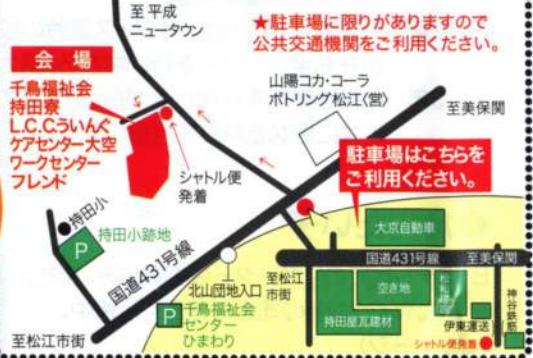 至 平成
ニュータウン
★駐車場に限りがありますので
公共交通機関をご利用ください。
会場
千鳥福祉会
持田寮
L.C.Cういんぐ
ケアセンター大空
ワークセンター
フレンド
山陽コカ・コーラ
ボトリング松江〈営〉
至美保関
シャトル便
発着
駐車場はこちらを
ご利用ください。
持田小
P
持田小跡地
国道431号線
大京自動車
国道431号線
至美保関
北山団地入口
至松江
市街
空き地
持田屋瓦建材
伊東運送
神谷鉄筋
P
千鳥福祉会
センター
ひまわり
至松江市街
シャトル便発着